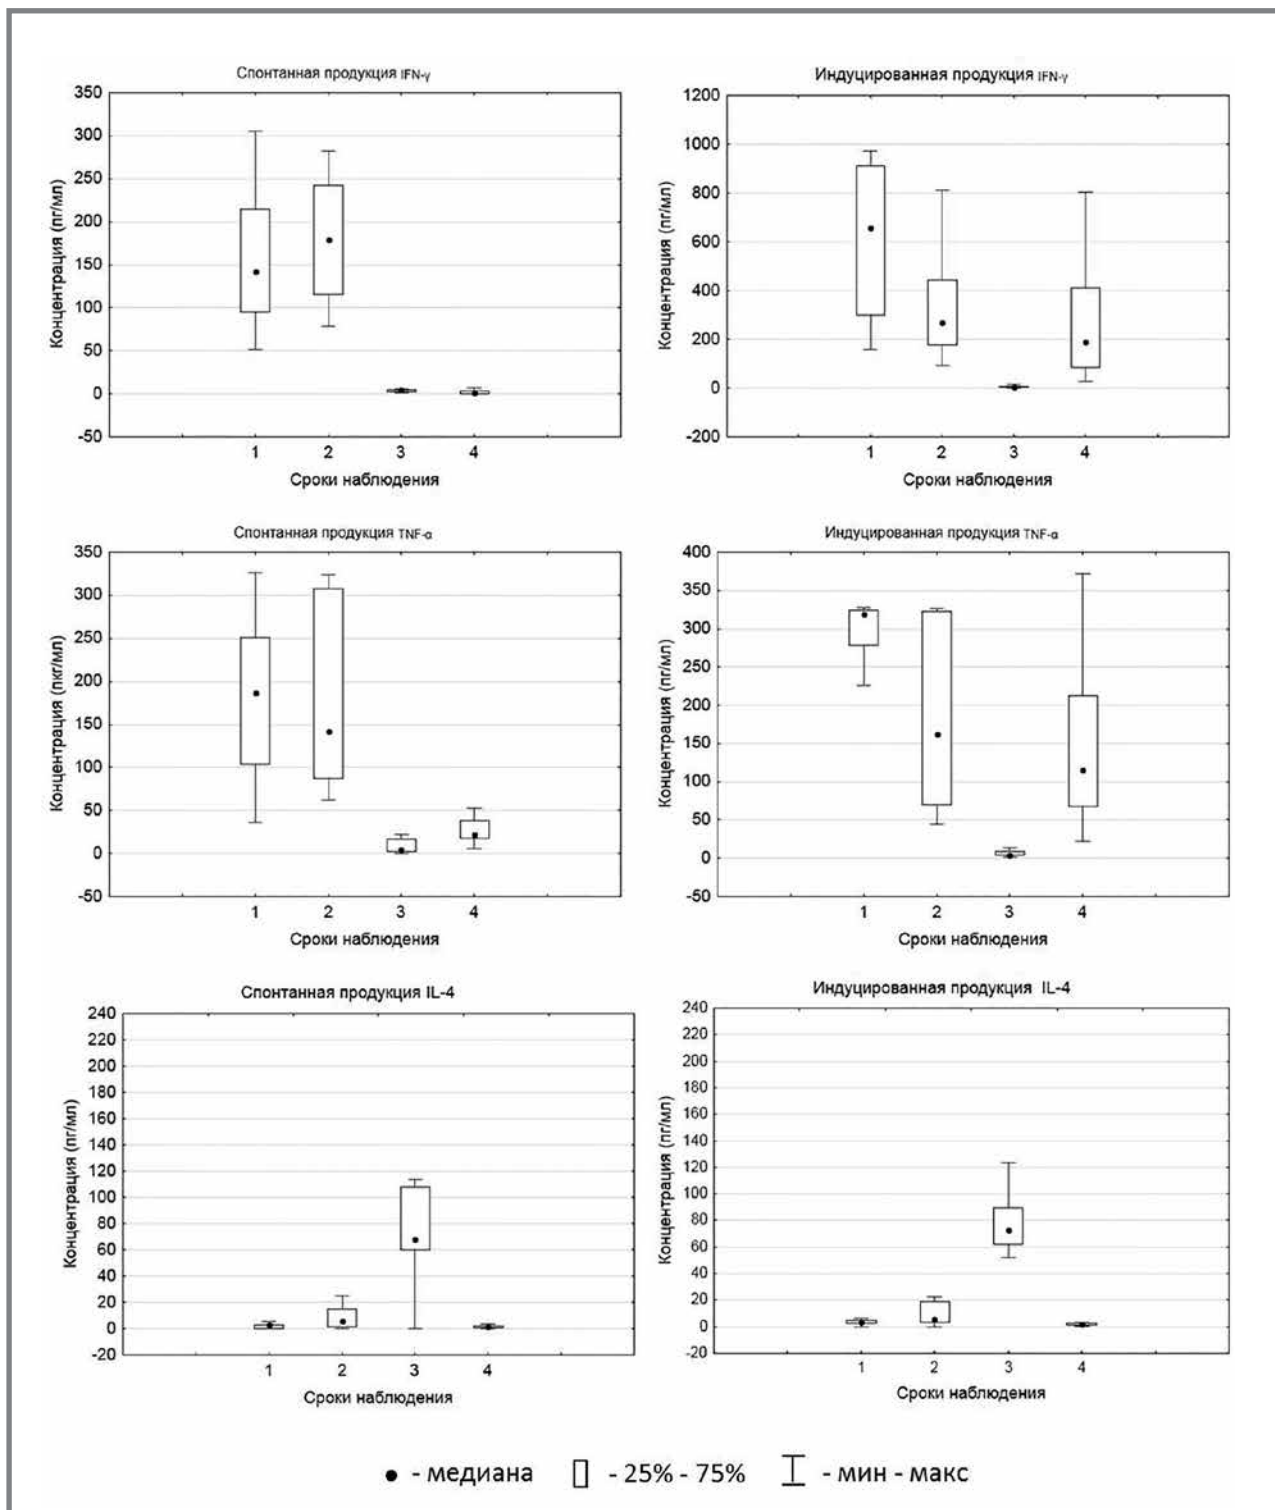 Спонтанная продукция IFN-γ
350
300
250
200
150
100
50
0
-50
Концентрация (пг/мл)
1 2 3 4
Сроки наблюдения
Индуцированная продукция IFN-γ
1200
1000
800
600
400
200
0
-200
Концентрация (пг/мл)
1 2 3 4
Сроки наблюдения
Спонтанная продукция TNF-α
350
300
250
200
150
100
50
0
-50
Концентрация (пкг/мл)
1 2 3 4
Сроки наблюдения
Индуцированная продукция TNF-α
400
350
300
250
200
150
100
50
0
-50
Концентрация (пг/мл)
1 2 3 4
Сроки наблюдения
Спонтанная продукция IL-4
240
220
200
180
160
140
120
100
80
60
40
20
0
-20
Концентрация (пг/мл)
1 2 3 4
Сроки наблюдения
Индуцированная продукция IL-4
240
220
200
180
160
140
120
100
80
60
40
20
0
-20
Концентрация (пг/мл)
1 2 3 4
Сроки наблюдения
- медиана - 25% - 75% - мин - макс